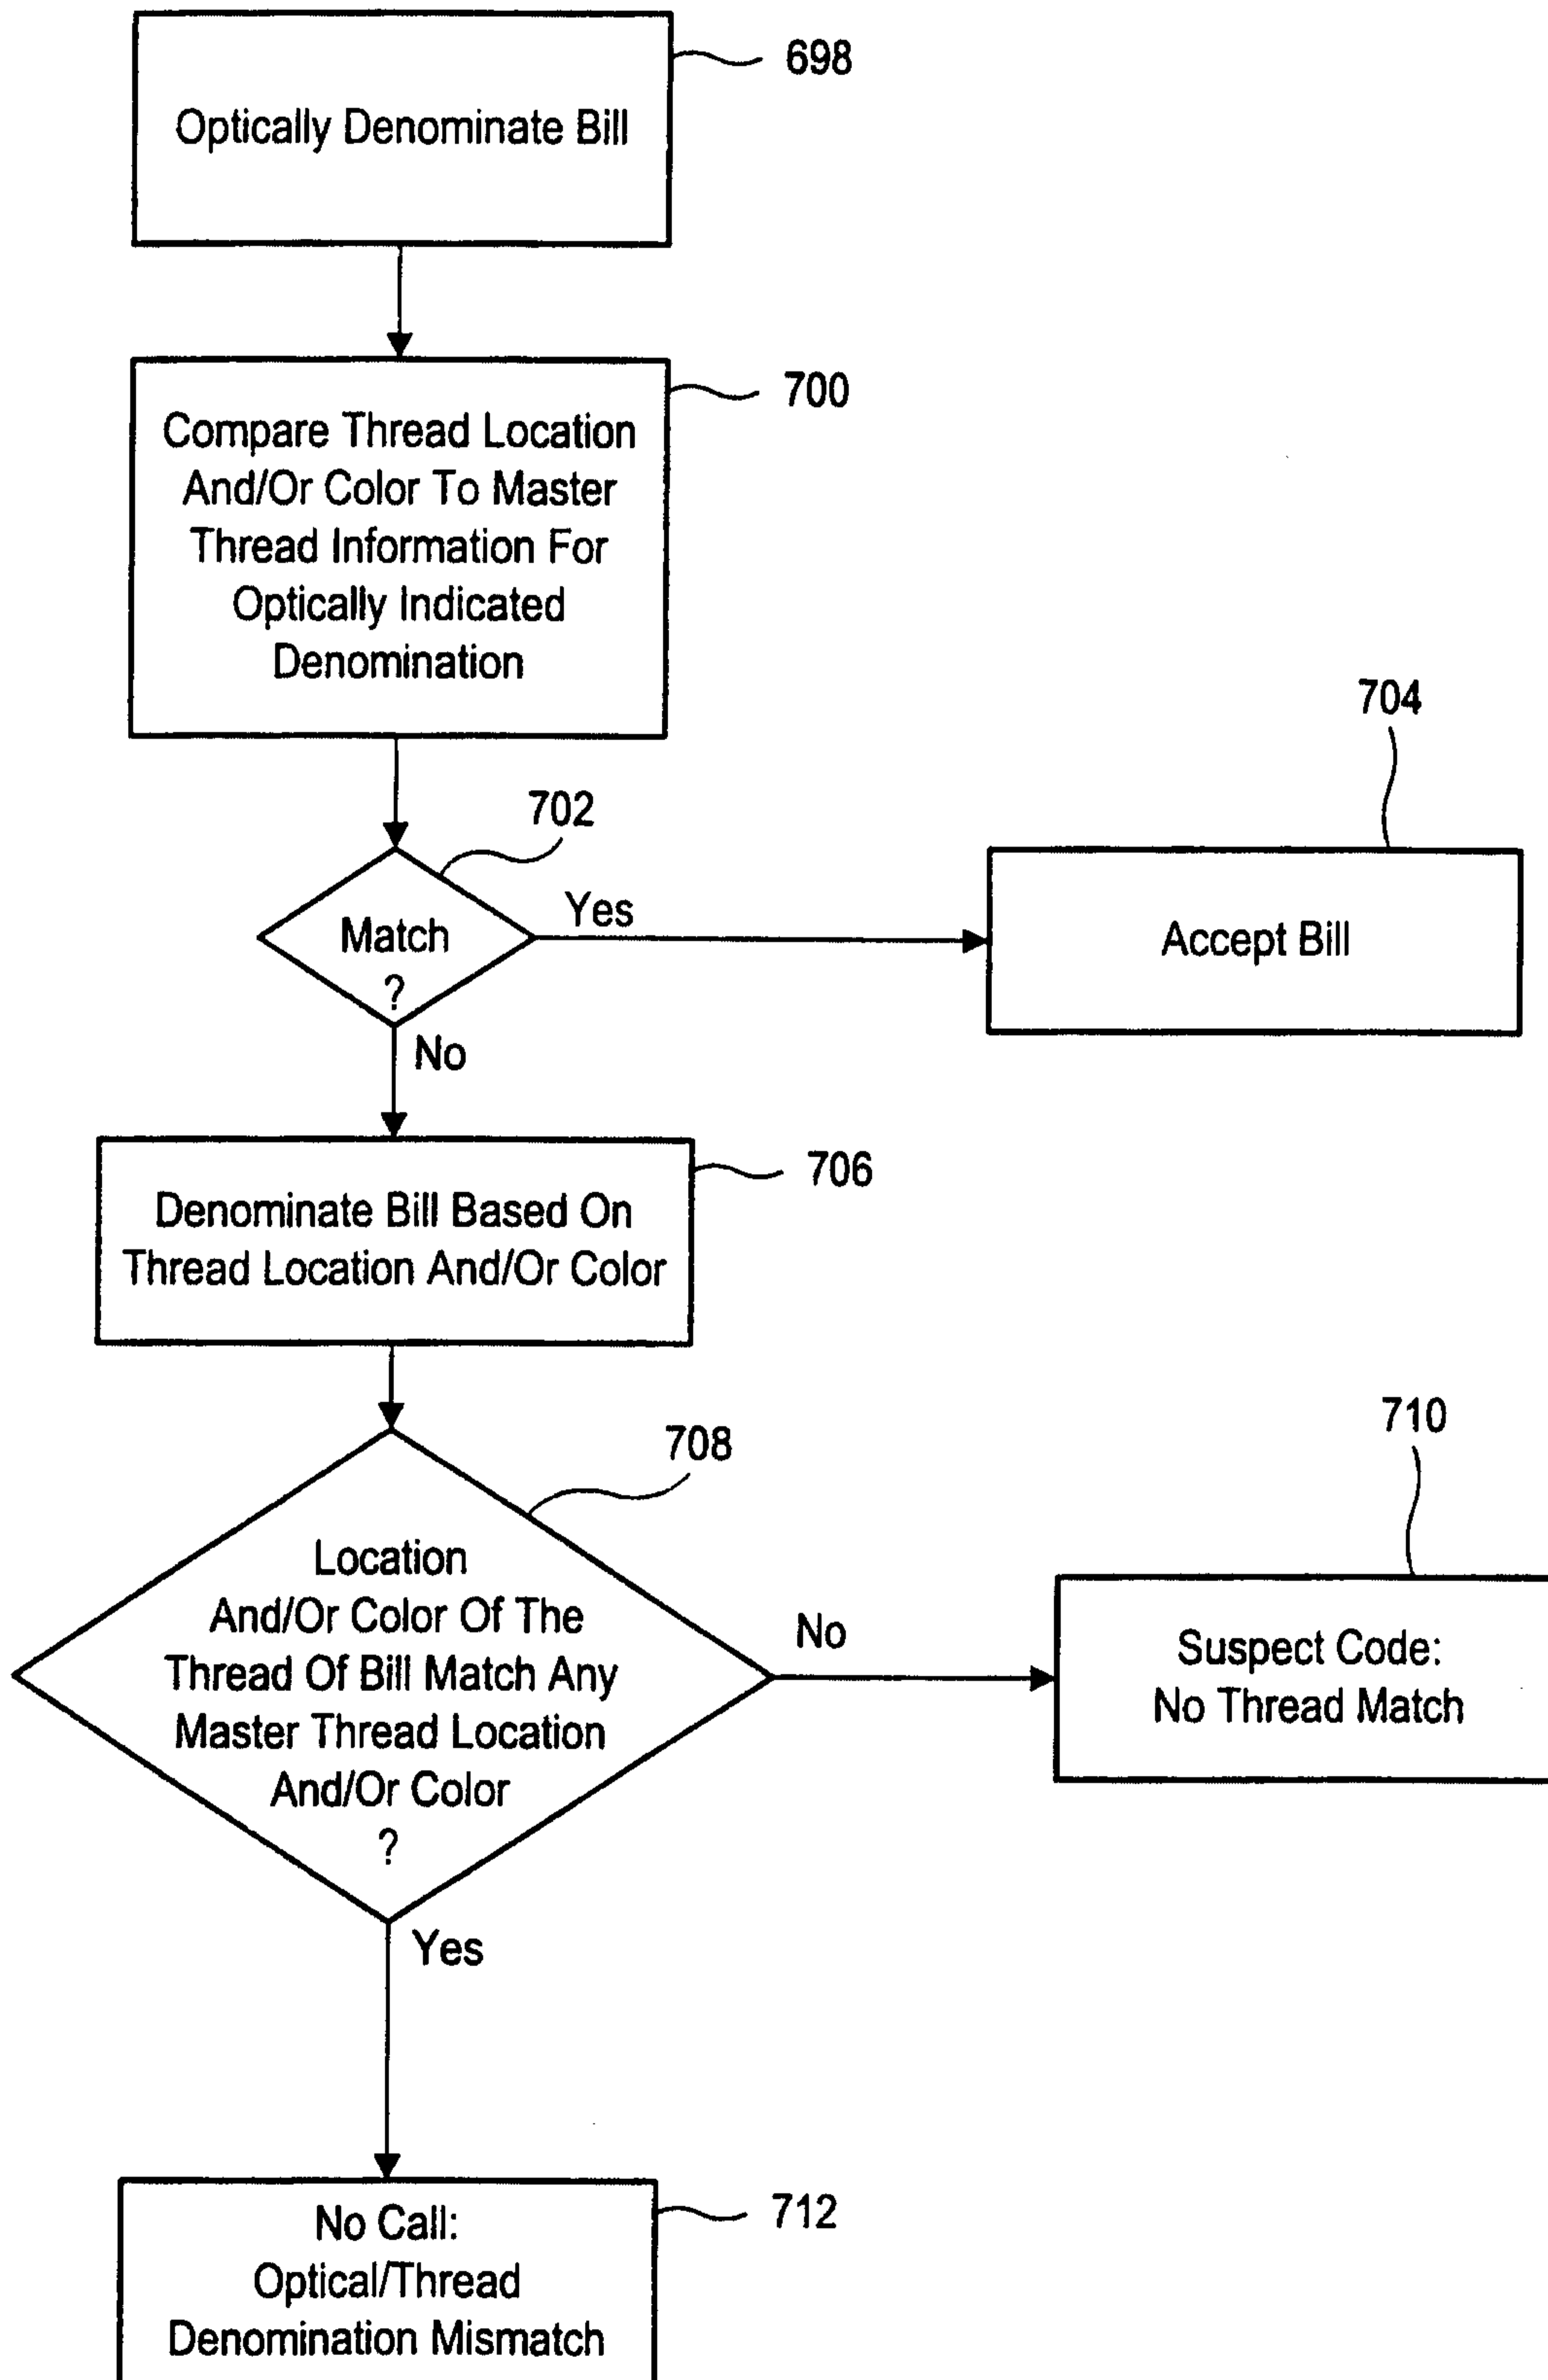 698
Optically Denominate Bill
700
Compare Thread Location
And/Or Color To Master
Thread Information For
Optically Indicated
Denomination
704
702
Match
?
Yes
Accept Bill
No
706
Denominate Bill Based On
Thread Location And/Or Color
708
710
Location
And/Or Color Of The
Thread Of Bill Match Any
Master Thread Location
And/Or Color
?
No
Suspect Code:
No Thread Match
Yes
712
No Call:
Optical/Thread
Denomination Mismatch